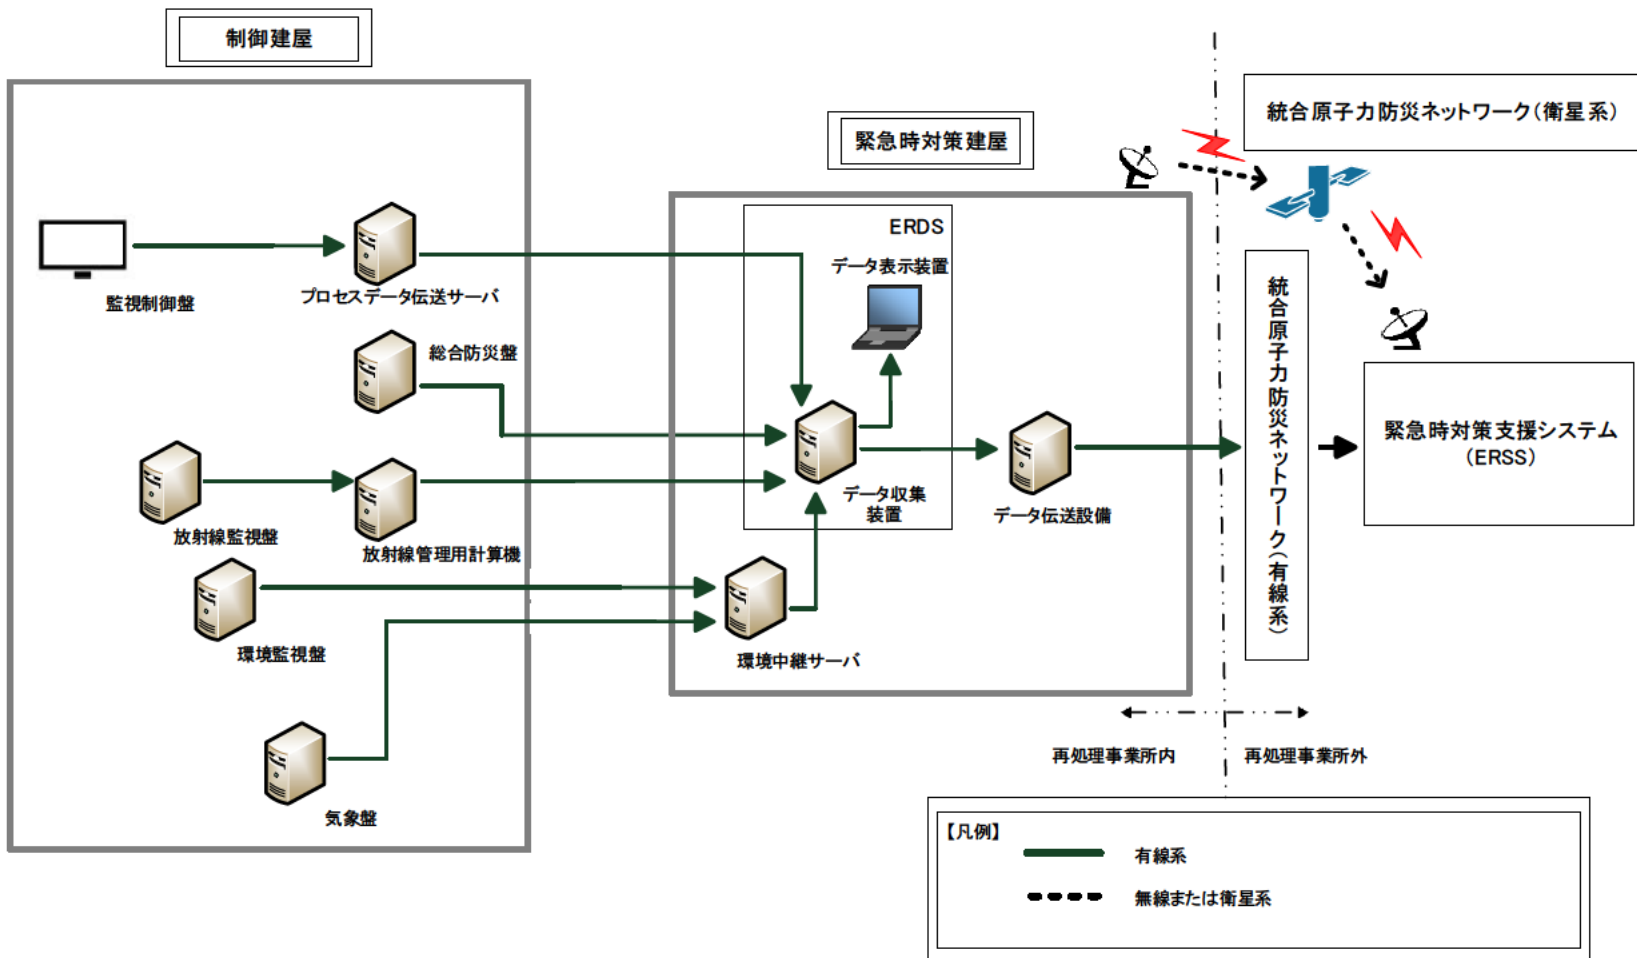 制御建屋
緊急時対策建屋
統合原子力防災ネットワーク(衛星系)
ERDS
データ表示装置
監視制御盤
プロセスデータ伝送サーバ
総合防災盤
統合原子力防災ネットワーク(有線系)
緊急時対策支援システム
(ERSS)
データ収集
装置
データ伝送設備
放射線監視盤
放射線管理用計算機
環境監視盤
環境中継サーバ
気象盤
再処理事業所内
再処理事業所外
【凡例】
有線系
無線または衛星系